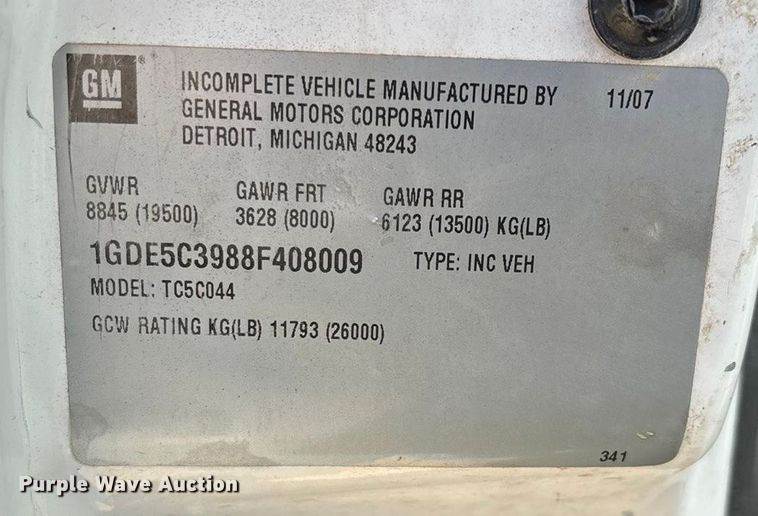 GM
INCOMPLETE VEHICLE MANUFACTURED BY 11/07
GENERAL MOTORS CORPORATION
DETROIT, MICHIGAN 48243
GVWR GAWR FRT GAWR RR
8845 (19500) 3628 (8000) 6123 (13500) KG(LB)
1GDE5C3988F408009 TYPE: INC VEH
MODEL: TC5C044
GCW RATING KG(LB) 11793 (26000)
341
Purple Wave Auction